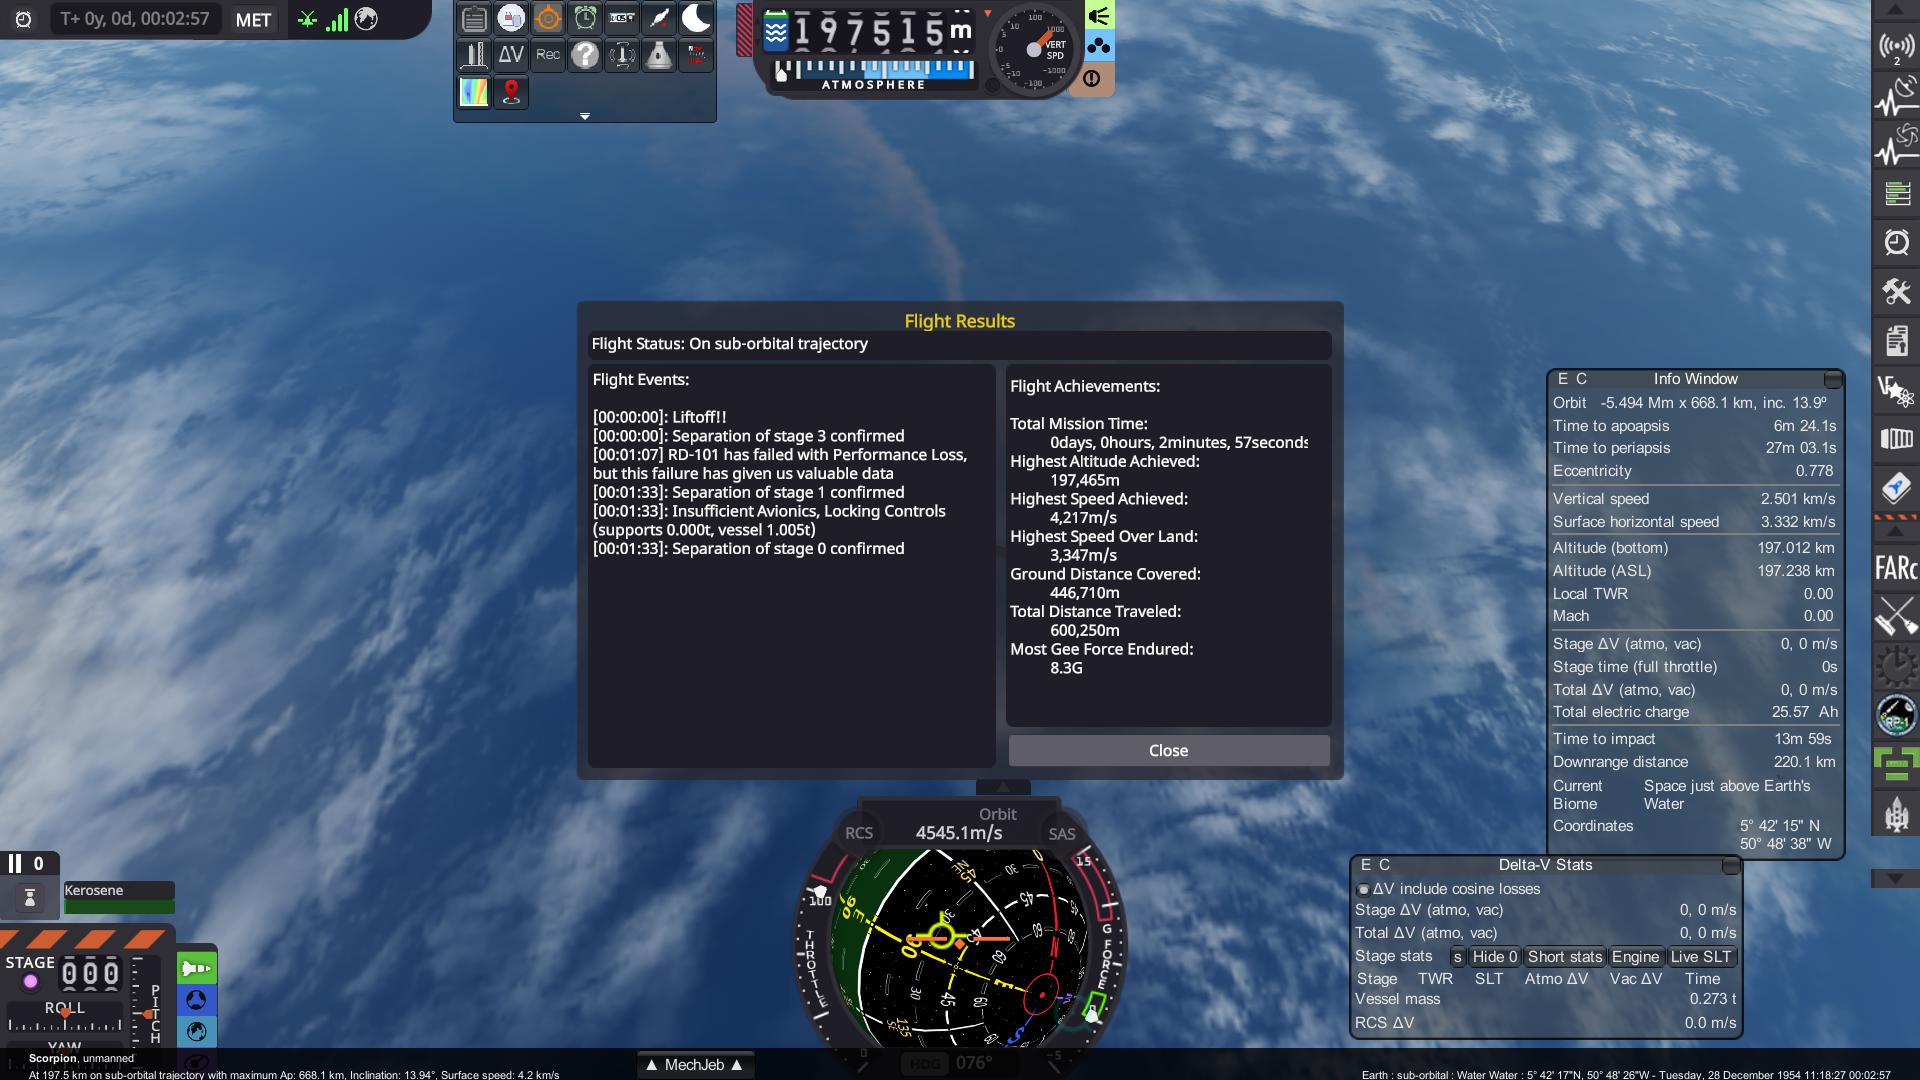 T+ 0y, 0d, 00:02:57 MET
ΔV Rec ?
197515 m
ATMOSPHERE
VERT SPD
2
Flight Results
Flight Status: On sub-orbital trajectory
Flight Events:
[00:00:00]: Liftoff!!
[00:00:00]: Separation of stage 3 confirmed
[00:01:07] RD-101 has failed with Performance Loss,
but this failure has given us valuable data
[00:01:33]: Separation of stage 1 confirmed
[00:01:33]: Insufficient Avionics, Locking Controls
(supports 0.000t, vessel 1.005t)
[00:01:33]: Separation of stage 0 confirmed
Flight Achievements:
Total Mission Time:
0days, 0hours, 2minutes, 57seconds
Highest Altitude Achieved:
197,465m
Highest Speed Achieved:
4,217m/s
Highest Speed Over Land:
3,347m/s
Ground Distance Covered:
446,710m
Total Distance Traveled:
600,250m
Most Gee Force Endured:
8.3G
Close
E C Info Window
Orbit -5.494 Mm x 668.1 km, inc. 13.9º
Time to apoapsis 6m 24.1s
Time to periapsis 27m 03.1s
Eccentricity 0.778
Vertical speed 2.501 km/s
Surface horizontal speed 3.332 km/s
Altitude (bottom) 197.012 km
Altitude (ASL) 197.238 km
Local TWR 0.00
Mach 0.00
Stage ΔV (atmo, vac) 0, 0 m/s
Stage time (full throttle) 0s
Total ΔV (atmo, vac) 0, 0 m/s
Total electric charge 25.57 Ah
Time to impact 13m 59s
Downrange distance 220.1 km
Current Biome Space just above Earth's Water
Coordinates 5° 42' 15" N
50° 48' 38" W
FARc
RP-1
E C Delta-V Stats
ΔV include cosine losses
Stage ΔV (atmo, vac) 0, 0 m/s
Total ΔV (atmo, vac) 0, 0 m/s
Stage stats s Hide 0 Short stats Engine Live SLT
Stage TWR SLT Atmo ΔV Vac ΔV Time
Vessel mass 0.273 t
RCS ΔV 0.0 m/s
Orbit
RCS 4545.1m/s SAS
THROTTLE
G FORCE
100
15
HDG 076°
0
Kerosene
STAGE 000
ROLL
PITCH
YAW
Scorpion, unmanned
At 197.5 km on sub-orbital trajectory with maximum Ap: 668.1 km, Inclination: 13.94°, Surface speed: 4.2 km/s
▲ MechJeb ▲
Earth : sub-orbital : Water Water : 5° 42' 17"N, 50° 48' 26"W - Tuesday, 28 December 1954 11:18:27 00:02:57